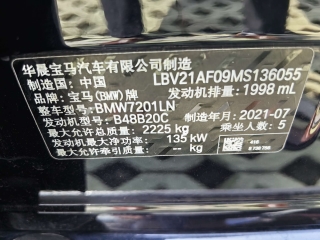 华晨宝马汽车有限公司制造
制造国：中国 LBV21AF09MS136055
品牌：宝马(BMW)牌 发动机排量：1998 mL
整车型号：BMW7201LN
发动机型号：B48B20C 制造年月：2021-07
最大允许总质量：2225 kg 乘坐人数：5
发动机最大净功率：135 kW
最大允许牵引质量：-- kg